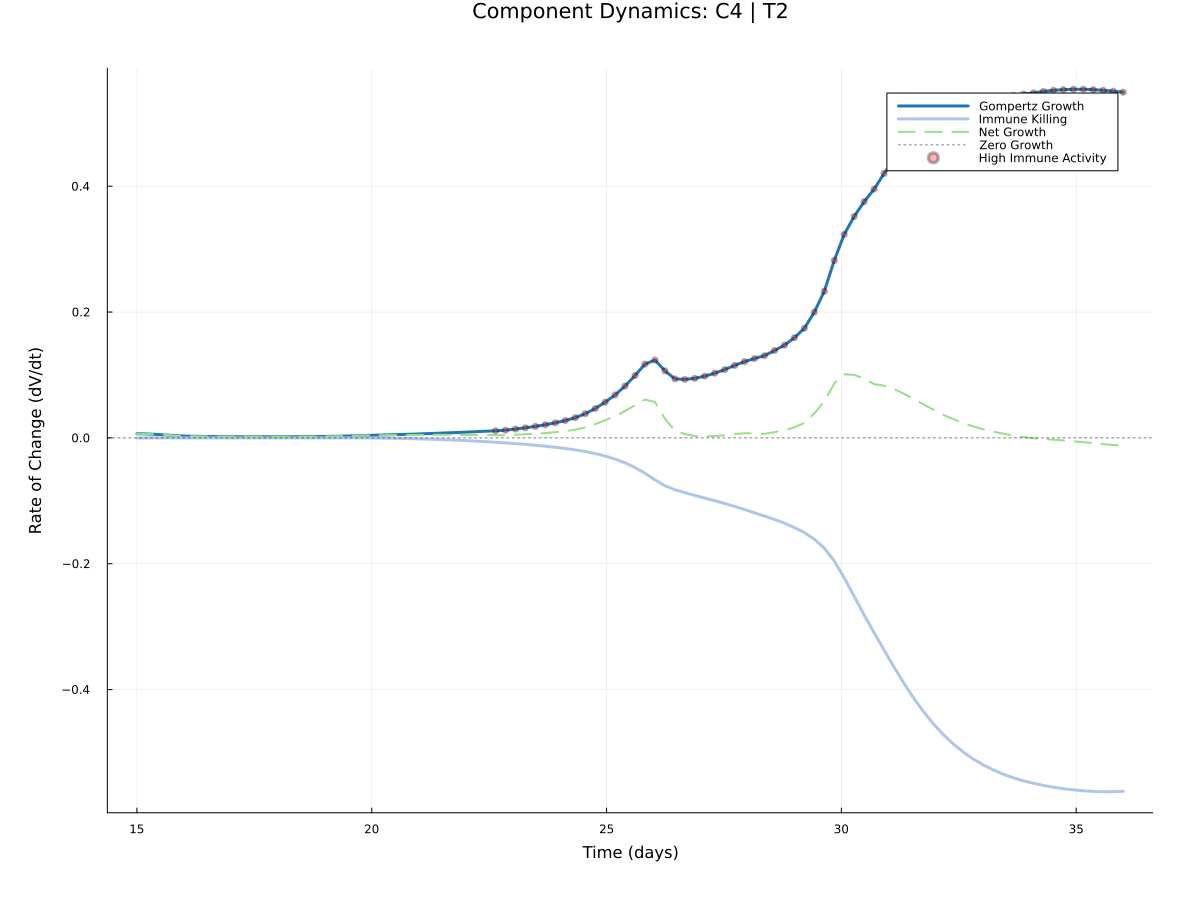 Component Dynamics: C4 | T2
Gompertz Growth
Immune Killing
Net Growth
Zero Growth
High Immune Activity
Rate of Change (dV/dt)
0.4
0.2
0.0
−0.2
−0.4
15
20
25
30
35
Time (days)